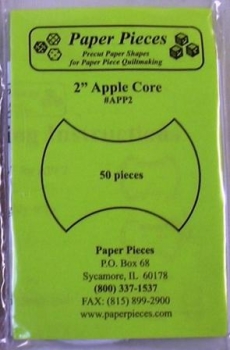 Paper Pieces
Precut Paper Shapes
for Paper Piece Quiltmaking
2" Apple Core
#APP2
50 pieces
Paper Pieces
P.O. Box 68
Sycamore, IL 60178
(800) 337-1537
FAX: (815) 899-2900
www.paperpieces.com